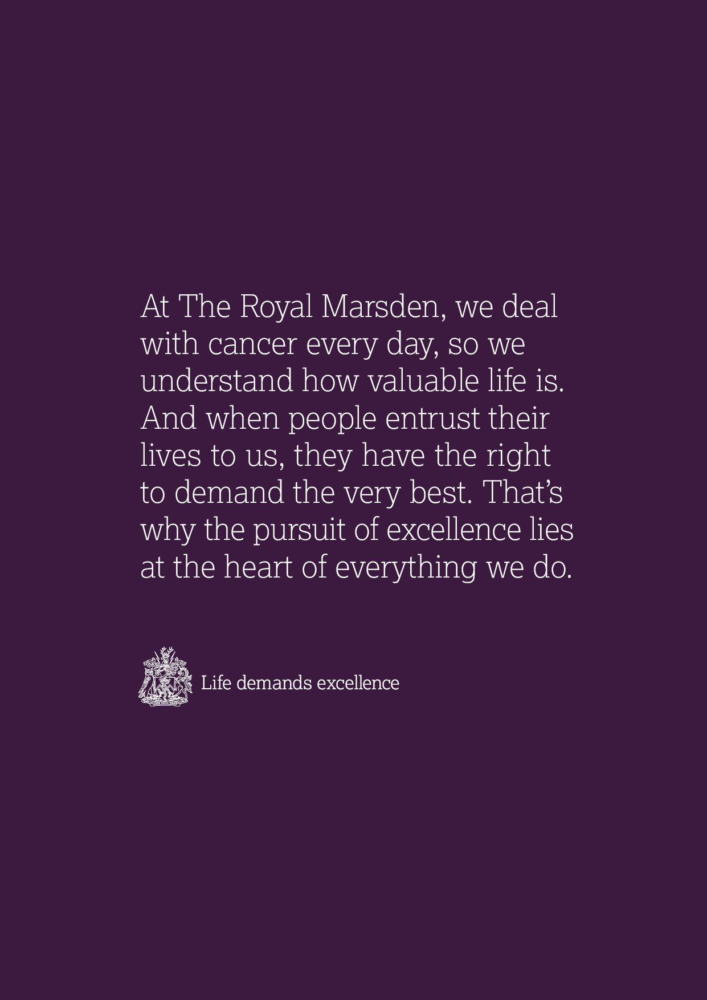 At The Royal Marsden, we deal
with cancer every day, so we
understand how valuable life is.
And when people entrust their
lives to us, they have the right
to demand the very best. That’s
why the pursuit of excellence lies
at the heart of everything we do.
Life demands excellence